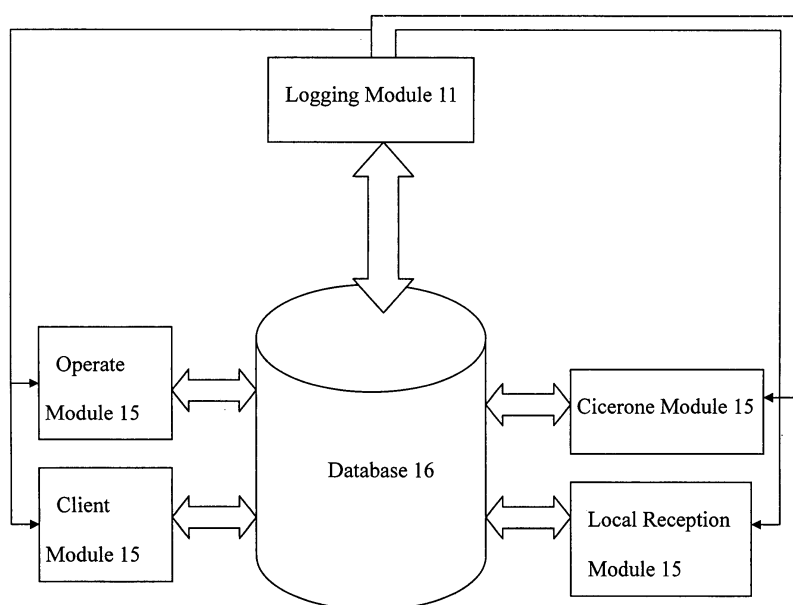 Logging Module 11
Operate
Module 15
Cicerone Module 15
Database 16
Client
Module 15
Local Reception
Module 15